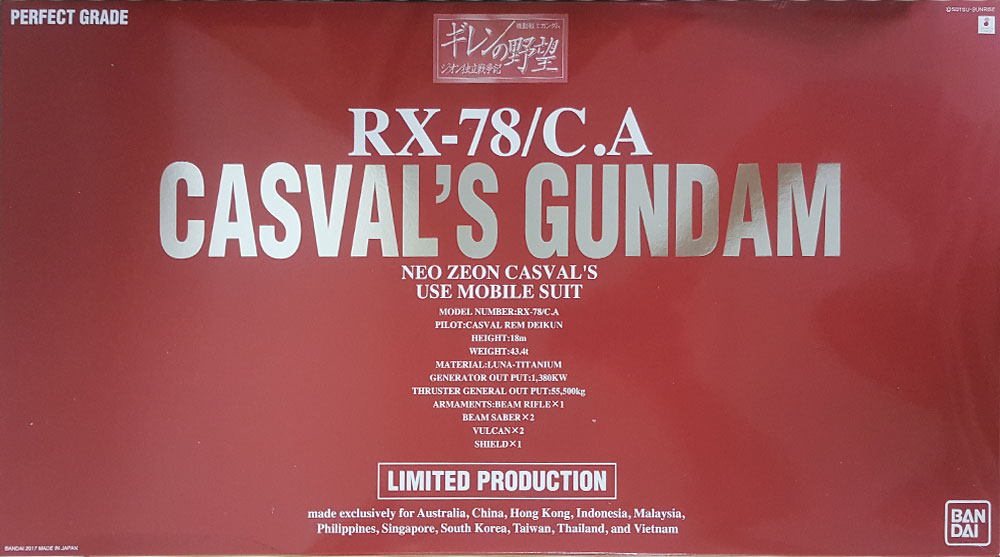 PERFECT GRADE
©SOTSU•SUNRISE
機動戦士ガンダム
ギレンの野望
ジオン独立戦争記
RX-78/C.A
CASVAL'S GUNDAM
NEO ZEON CASVAL'S
USE MOBILE SUIT
MODEL NUMBER:RX-78/C.A
PILOT:CASVAL REM DEIKUN
HEIGHT:18m
WEIGHT:43.4t
MATERIAL:LUNA-TITANIUM
GENERATOR OUT PUT:1,380KW
THRUSTER GENERAL OUT PUT:55,500kg
ARMAMENTS:BEAM RIFLE×1
BEAM SABER×2
VULCAN×2
SHIELD×1
LIMITED PRODUCTION
made exclusively for Australia, China, Hong Kong, Indonesia, Malaysia,
Philippines, Singapore, South Korea, Taiwan, Thailand, and Vietnam
BAN
DAI
BANDAI 2017 MADE IN JAPAN